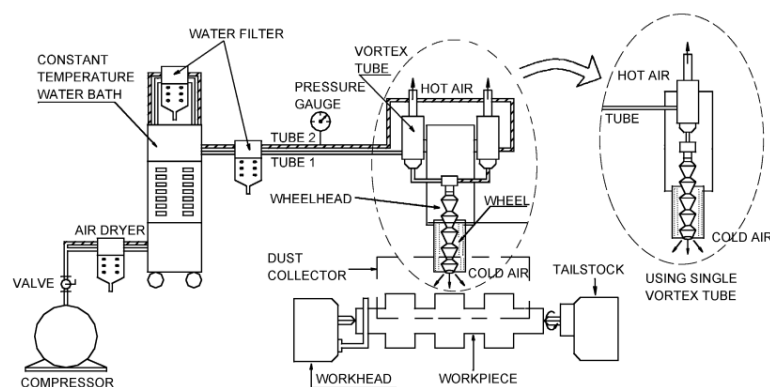 WATER FILTER
CONSTANT
TEMPERATURE
WATER BATH
PRESSURE
GAUGE
VORTEX
TUBE
HOT AIR
TUBE 2
TUBE 1
WHEELHEAD
WHEEL
AIR DRYER
VALVE
DUST
COLLECTOR
COLD AIR
TAILSTOCK
COMPRESSOR
WORKHEAD
WORKPIECE
HOT AIR
TUBE
COLD AIR
USING SINGLE
VORTEX TUBE